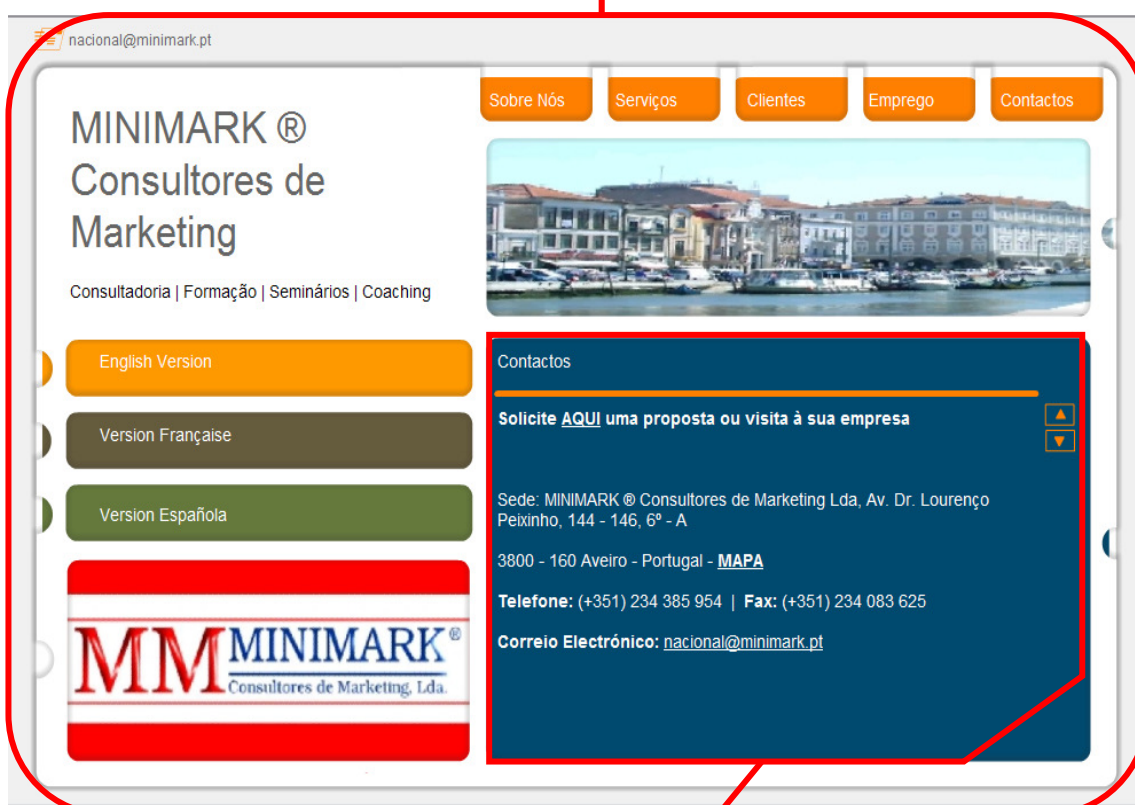 nacional@minimark.pt
Sobre Nós
Serviços
Clientes
Emprego
Contactos
MINIMARK ®
Consultores de
Marketing
Consultadoria | Formação | Seminários | Coaching
English Version
Version Française
Version Española
MM MINIMARK®
Consultores de Marketing, Lda.
Contactos
Solicite AQUI uma proposta ou visita à sua empresa
Sede: MINIMARK ® Consultores de Marketing Lda, Av. Dr. Lourenço
Peixinho, 144 - 146, 6º - A
3800 - 160 Aveiro - Portugal - MAPA
Telefone: (+351) 234 385 954 | Fax: (+351) 234 083 625
Correio Electrónico: nacional@minimark.pt